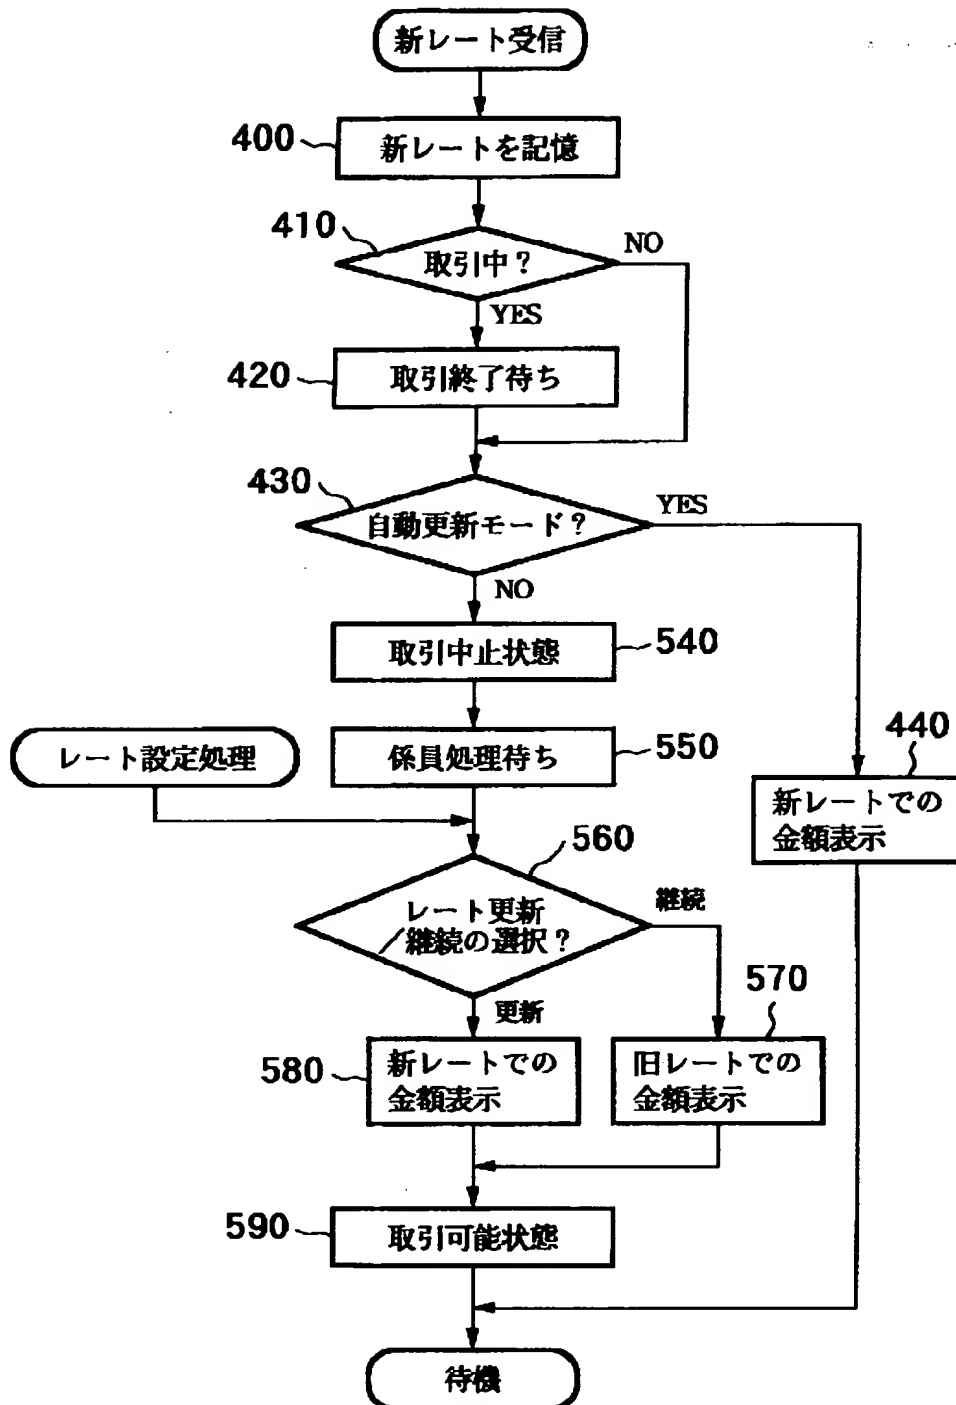 新レート受信
400
新レートを記憶
410
取引中？
NO
YES
420
取引終了待ち
430
自動更新モード？
YES
NO
取引中止状態
540
レート設定処理
係員処理待ち
550
440
新レートでの
金額表示
560
レート更新
／継続の選択？
継続
更新
570
580
新レートでの
金額表示
旧レートでの
金額表示
590
取引可能状態
待機